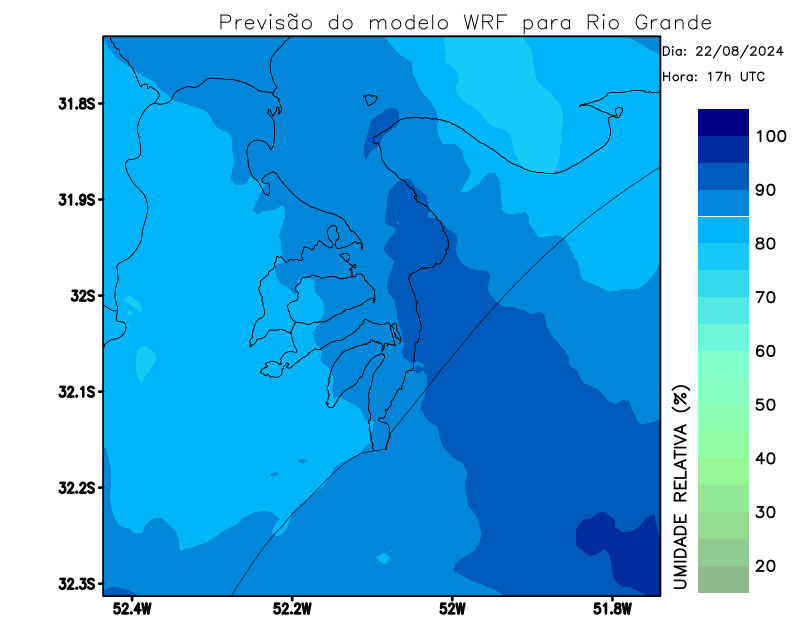 Previsão do modelo WRF para Rio Grande
Dia: 22/08/2024
Hora: 17h UTC
31.8S
31.9S
32S
32.1S
32.2S
32.3S
52.4W 52.2W 52W 51.8W
100
90
80
70
60
50
40
30
20
UMIDADE RELATIVA (%)